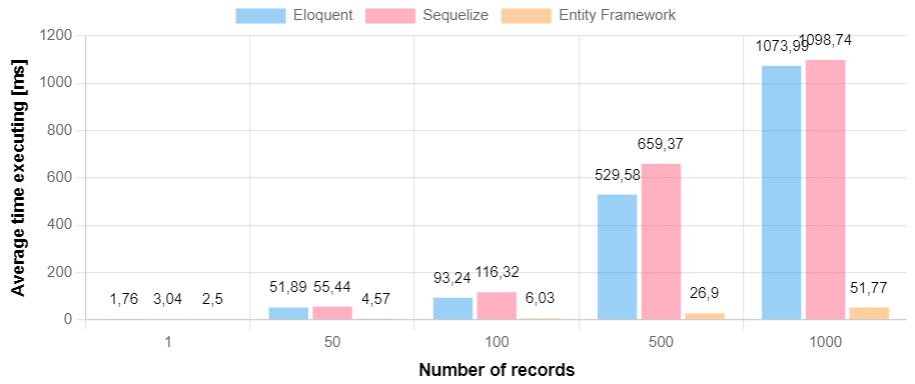 Eloquent Sequelize Entity Framework
Average time executing [ms]
1200
1000
800
600
400
200
0
1,76 3,04 2,5
51,89 55,44 4,57
93,24 116,32 6,03
529,58 659,37 26,9
1073,99 1098,74 51,77
1 50 100 500 1000
Number of records